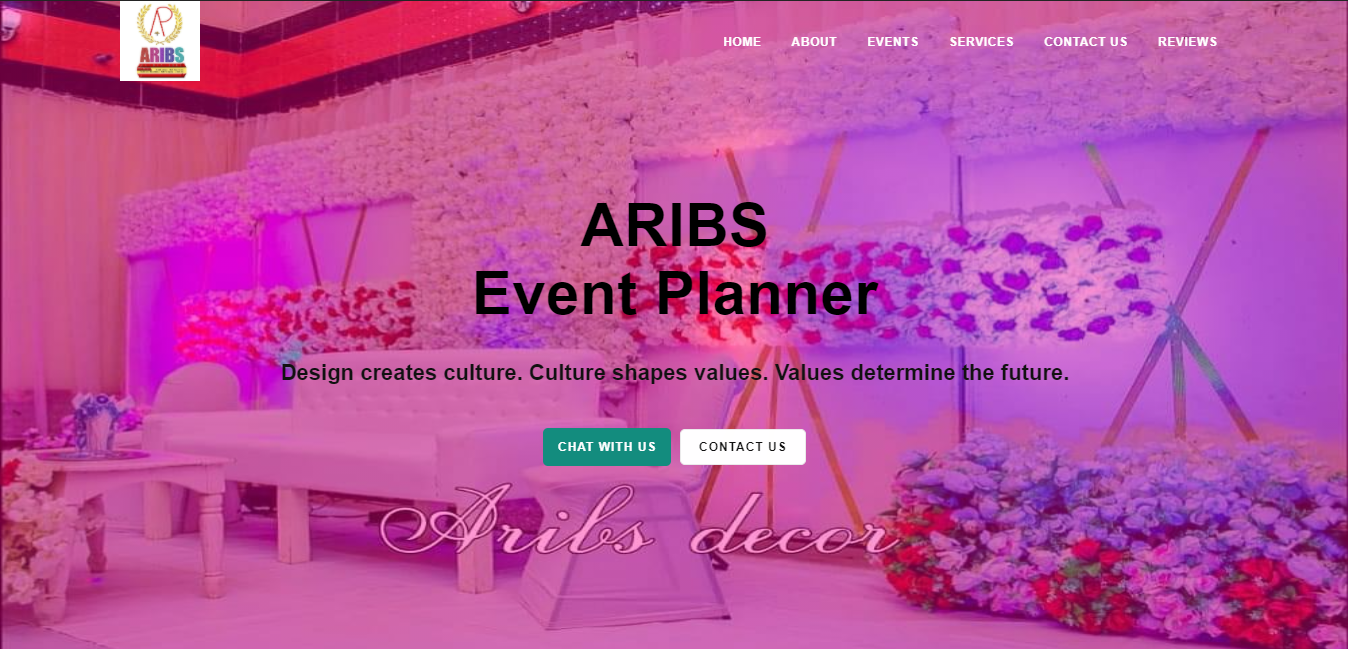 AP
ARIBS
HOME ABOUT EVENTS SERVICES CONTACT US REVIEWS
ARIBS
Event Planner
Design creates culture. Culture shapes values. Values determine the future.
CHAT WITH US CONTACT US
Aribs decor